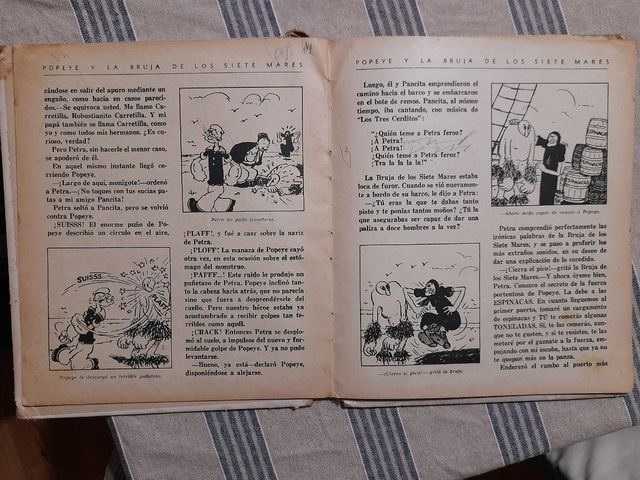 POPEYE Y LA BRUJA DE LOS SIETE MARES
zándose en salir del apuro mediante un
engaño, como hacía en casos pareci-
dos.—Se equivoca usted. Me llamo Ca-
rretilla. Robustianito Carretilla. Y mi
papá también se llama Carretilla, como
yo y como todos mis hermanos. ¿Es cu-
rioso, verdad?
Pero Petra, sin hacerle el menor caso,
se apoderó de él.
En aquel mismo instante llegó co-
rriendo Popeye.
—¡Largo de aquí, monigote!—ordenó
a Petra.—¡No toques con tus sucias pa-
tas a mi amigo Pancita!
Petra soltó a Pancita, pero se volvió
contra Popeye.
¡SUISSS! El enorme puño de Po-
peye describió un círculo en el aire.
SUISSS...
PLAFF!
Popeye le descargó un terrible puñetazo.
Petra no pudo levantarse.
¡PLAFF!, y fué a caer sobre la nariz
de Petra.
¡PLOFF! La manaza de Popeye cayó
otra vez, en esta ocasión sobre el estó-
mago del monstruo.
¡PAFFF...! Este ruido lo produjo un
puñetazo de Petra. Popeye inclinó tan-
to la cabeza hacia atrás, que no parecía
sino que fuera a desprendérsele del
cuello. Pero nuestro héroe estaba ya
acostumbrado a recibir golpes tan te-
rribles como aquél.
¡CRACK! Entonces Petra se desplo-
mó al suelo, a impulsos del nuevo y for-
midable golpe de Popeye. Y ya no pudo
levantarse.
—Bueno, ya está—declaró Popeye,
disponiéndose a alejarse.
POPEYE Y LA BRUJA DE LOS SIETE MARES
Luego, él y Pancita emprendieron el
camino hacia el barco y se embarcaron
en el bote de remos. Pancita, al mismo
tiempo, iba cantando, con música de
"Los Tres Cerditos":
"¿Quién teme a Petra feroz?
¡A Petra!
¡A Petra!
¿Quién teme a Petra feroz?
¡Tra la la la la!"
La Bruja de los Siete Mares estaba
loca de furor. Cuando se vió nuevamen-
te a bordo de su barco, le dijo a Petra:
—¿Tú eras la que te dabas tanto
pisto y te ponías tantos moños? ¿Tú la
que asegurabas ser capaz de dar una
paliza a doce hombres a la vez?
—¡Cierra el pico!—gritó la bruja.
ESPINACA
—Ahora serás capaz de vencer a Popeye.
Petra comprendió perfectamente las
irónicas palabras de la Bruja de los
Siete Mares, y se puso a proferir los
más extraños sonidos, en su deseo de
dar una explicación de lo sucedido.
—¡Cierra el pico!—gritó la Bruja de
los Siete Mares.—Y ahora óyeme bien,
Petra. Conozco el secreto de la fuerza
portentosa de Popeye. La debe a las
ESPINACAS. En cuanto lleguemos al
primer puerto, tomaré un cargamento
de espinacas y TÚ te comerás algunas
TONELADAS. Sí, te las comerás, aun-
que no te gusten, y si te resistes, te las
meteré por el gaznate a la fuerza, em-
pujando con mi escoba, hasta que ya no
te quepan más en la panza.
Enderezó el rumbo al puerto más